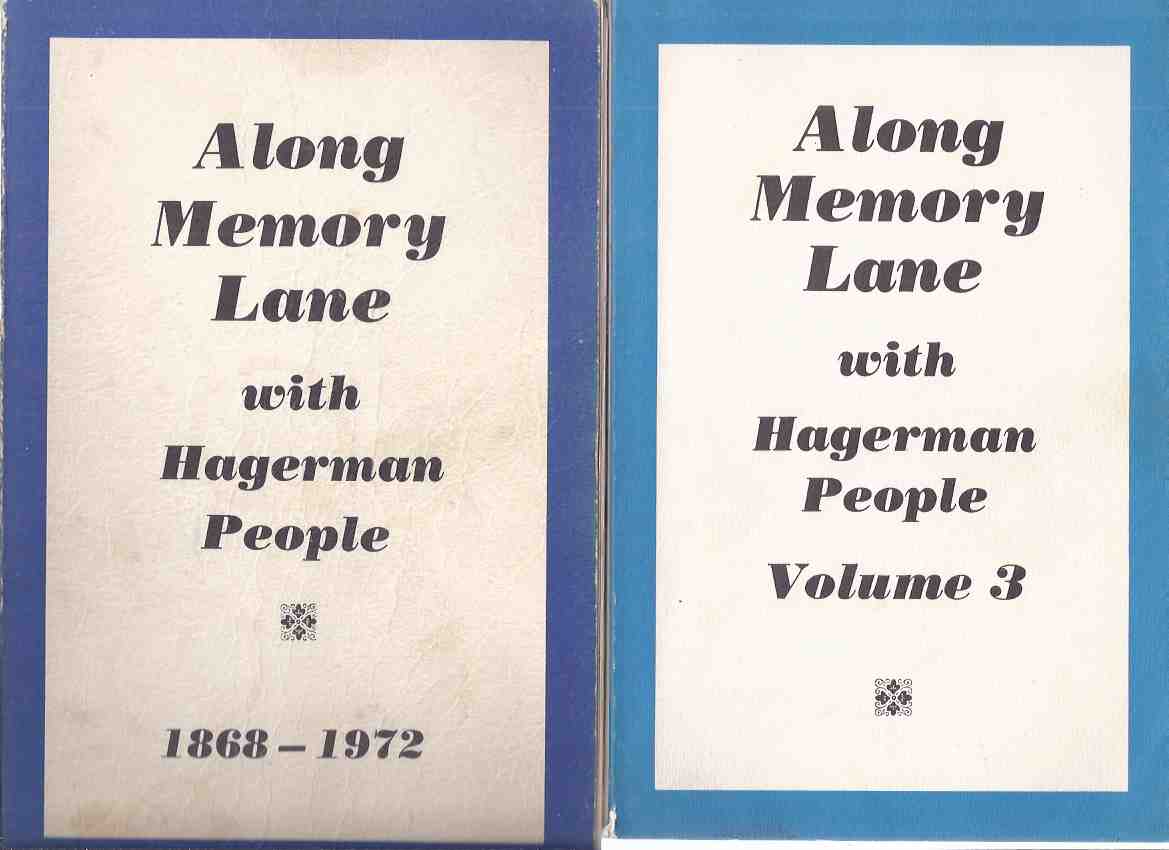 Along
Memory
Lane
with
Hagerman
People
1868 – 1972
Along
Memory
Lane
with
Hagerman
People
Volume 3